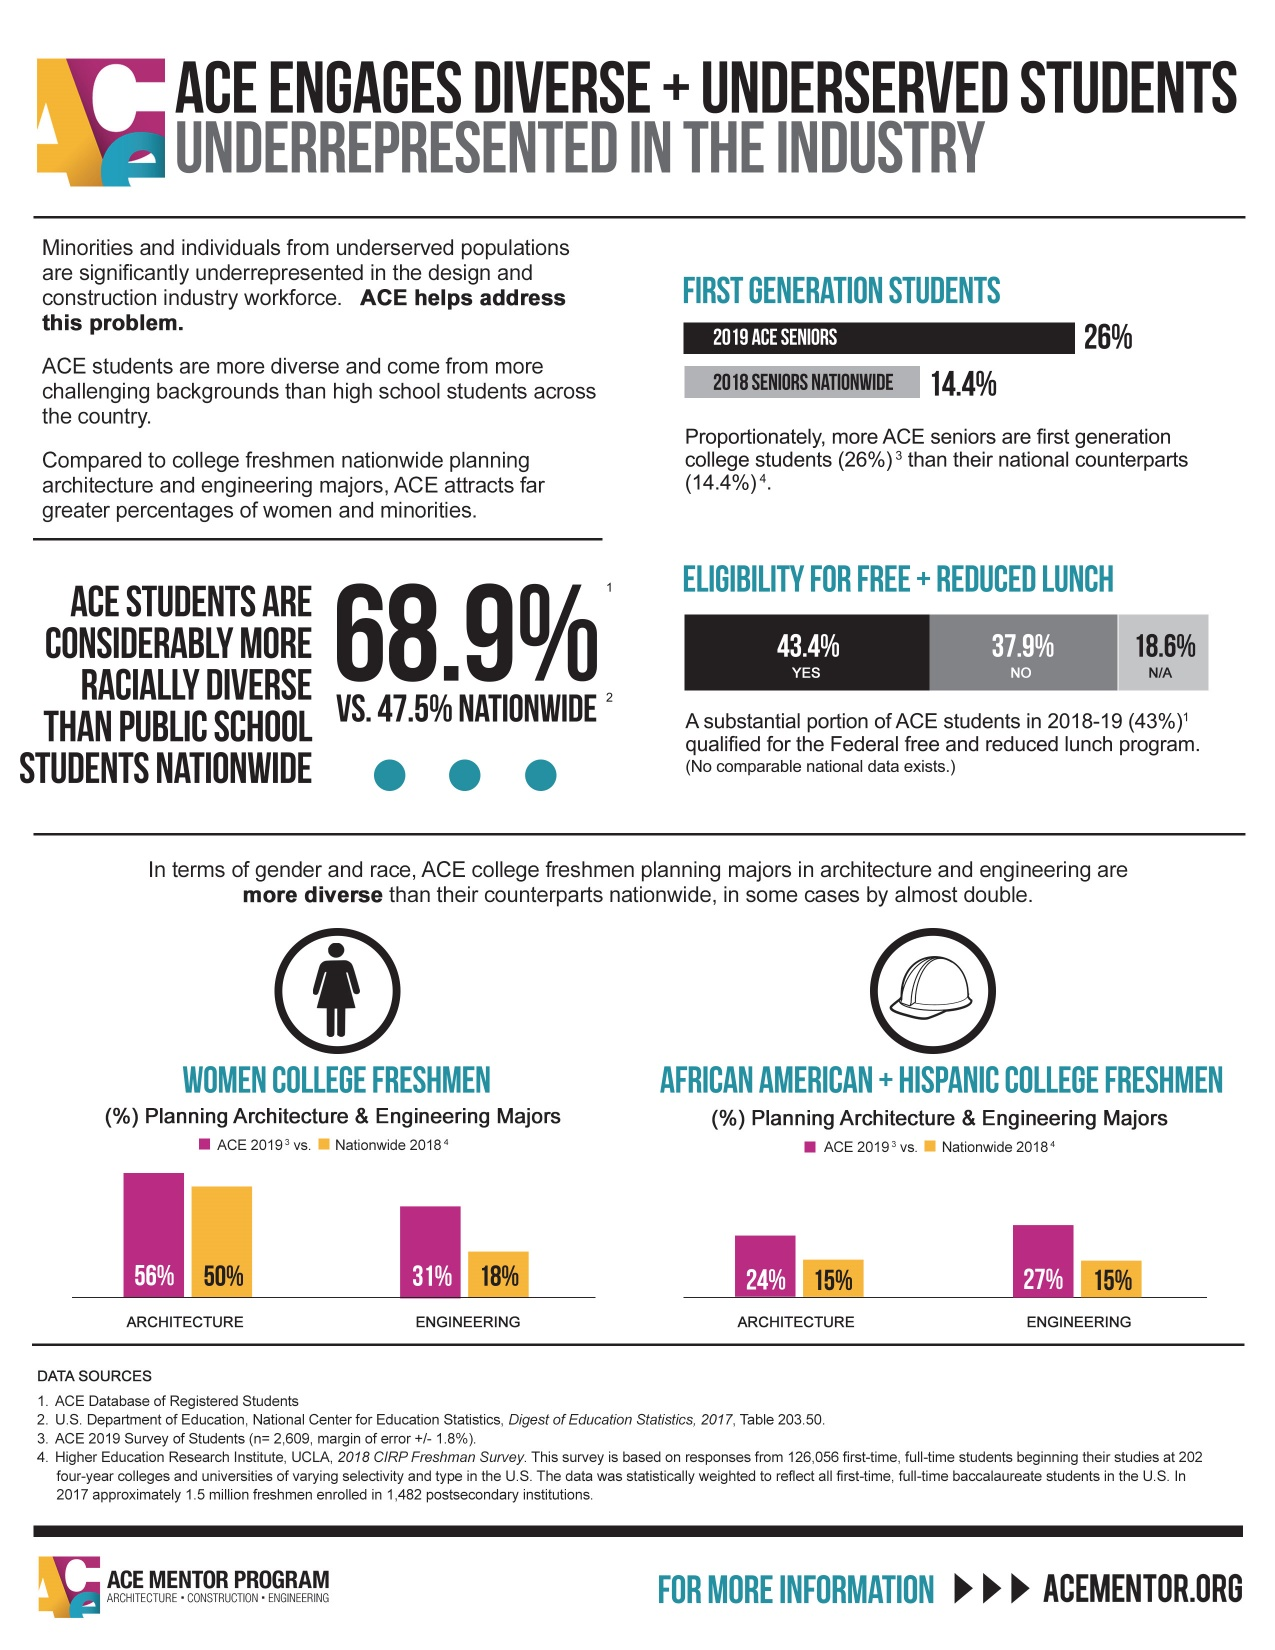 ACe
ACE ENGAGES DIVERSE + UNDERSERVED STUDENTS
UNDERREPRESENTED IN THE INDUSTRY
Minorities and individuals from underserved populations
are significantly underrepresented in the design and
construction industry workforce. ACE helps address
this problem.
ACE students are more diverse and come from more
challenging backgrounds than high school students across
the country.
Compared to college freshmen nationwide planning
architecture and engineering majors, ACE attracts far
greater percentages of women and minorities.
FIRST GENERATION STUDENTS
2019 ACE SENIORS 26%
2018 SENIORS NATIONWIDE 14.4%
Proportionately, more ACE seniors are first generation
college students (26%) 3 than their national counterparts
(14.4%) 4.
ACE STUDENTS ARE
CONSIDERABLY MORE
RACIALLY DIVERSE
THAN PUBLIC SCHOOL
STUDENTS NATIONWIDE
68.9% 1
VS. 47.5% NATIONWIDE 2
ELIGIBILITY FOR FREE + REDUCED LUNCH
43.4% 37.9% 18.6%
YES NO N/A
A substantial portion of ACE students in 2018-19 (43%)1
qualified for the Federal free and reduced lunch program.
(No comparable national data exists.)
In terms of gender and race, ACE college freshmen planning majors in architecture and engineering are
more diverse than their counterparts nationwide, in some cases by almost double.
WOMEN COLLEGE FRESHMEN
(%) Planning Architecture & Engineering Majors
ACE 2019 3 vs. Nationwide 2018 4
56% 50% 31% 18%
ARCHITECTURE ENGINEERING
AFRICAN AMERICAN + HISPANIC COLLEGE FRESHMEN
(%) Planning Architecture & Engineering Majors
ACE 2019 3 vs. Nationwide 2018 4
24% 15% 27% 15%
ARCHITECTURE ENGINEERING
DATA SOURCES
1. ACE Database of Registered Students
2. U.S. Department of Education, National Center for Education Statistics, Digest of Education Statistics, 2017, Table 203.50.
3. ACE 2019 Survey of Students (n= 2,609, margin of error +/- 1.8%).
4. Higher Education Research Institute, UCLA, 2018 CIRP Freshman Survey. This survey is based on responses from 126,056 first-time, full-time students beginning their studies at 202
four-year colleges and universities of varying selectivity and type in the U.S. The data was statistically weighted to reflect all first-time, full-time baccalaureate students in the U.S. In
2017 approximately 1.5 million freshmen enrolled in 1,482 postsecondary institutions.
ACe
ACE MENTOR PROGRAM
ARCHITECTURE • CONSTRUCTION • ENGINEERING
FOR MORE INFORMATION ACEMENTOR.ORG